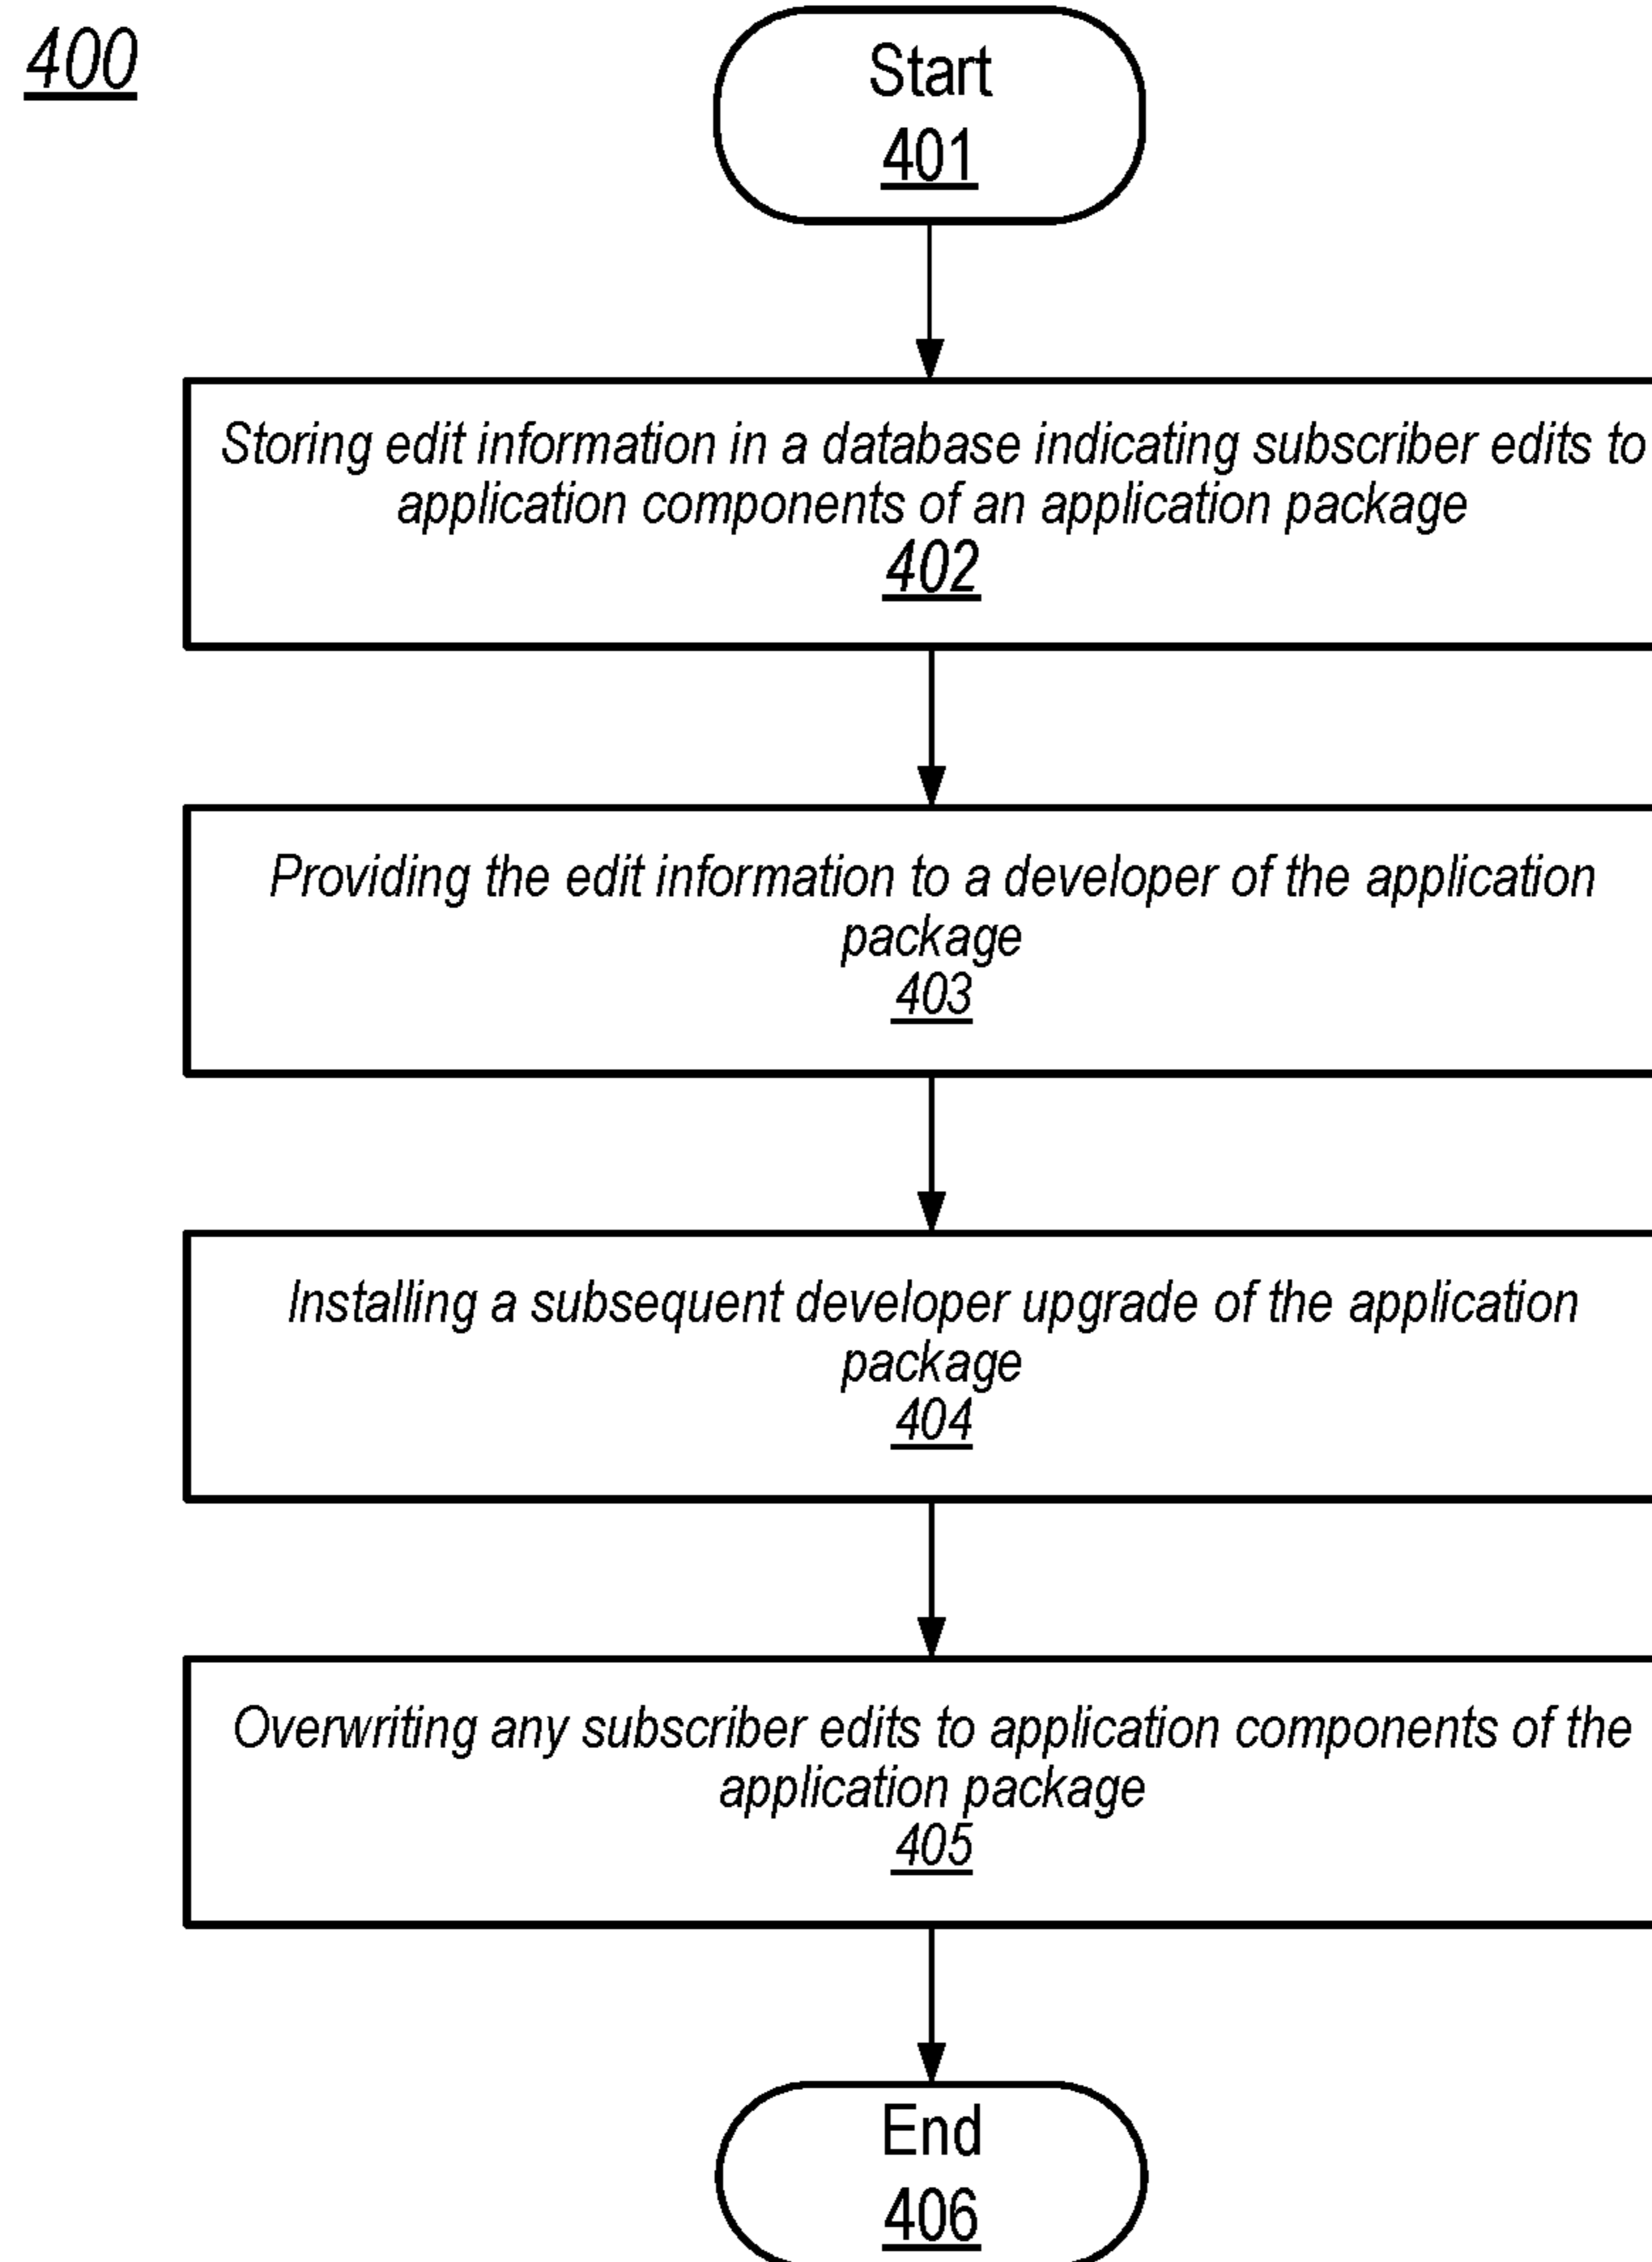 400
Start
401
Storing edit information in a database indicating subscriber edits to
application components of an application package
402
Providing the edit information to a developer of the application
package
403
Installing a subsequent developer upgrade of the application
package
404
Overwriting any subscriber edits to application components of the
application package
405
End
406